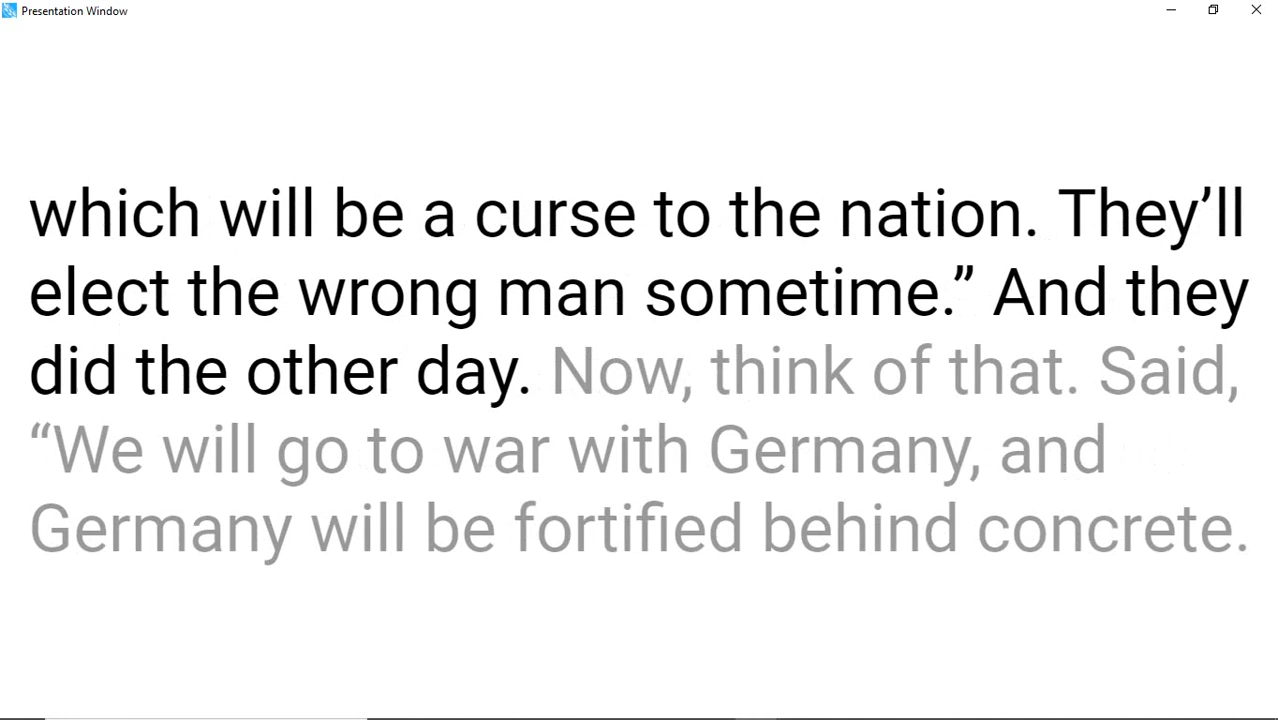 Presentation Window
which will be a curse to the nation. They’ll
elect the wrong man sometime.” And they
did the other day. Now, think of that. Said,
“We will go to war with Germany, and
Germany will be fortified behind concrete.